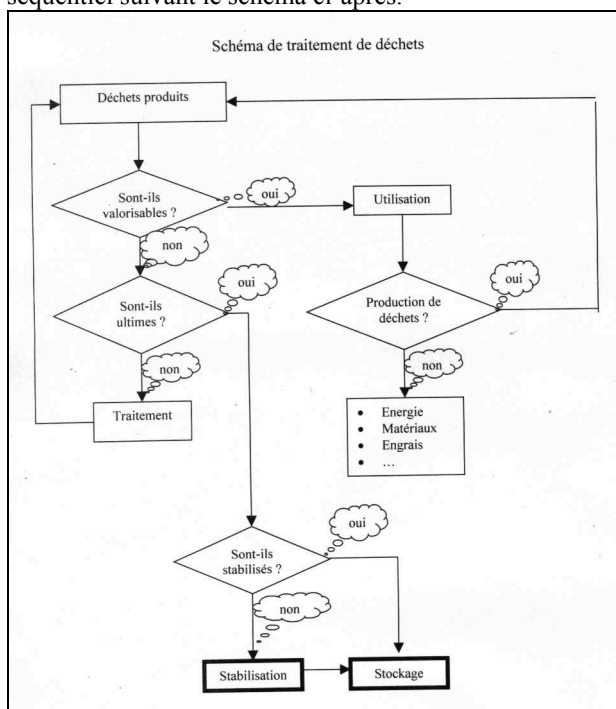 séquentiel suivant le schéma ci-après.
Schéma de traitement de déchets
Déchets produits
oui
Sont-ils
valorisables ?
Utilisation
non
oui
oui
Sont-ils
ultimes ?
Production de
déchets ?
non
non
Traitement
• Energie
• Matériaux
• Engrais
• …
oui
Sont-ils
stabilisés ?
non
Stabilisation
Stockage